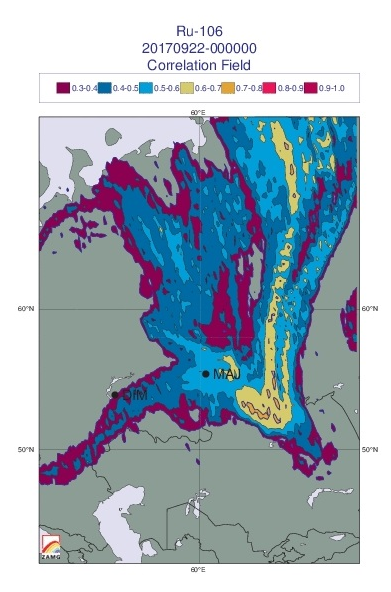 Ru-106
20170922-000000
Correlation Field
0.3-0.4 0.4-0.5 0.5-0.6 0.6-0.7 0.7-0.8 0.8-0.9 0.9-1.0
60°E
60°N 60°N
MAJ
DIM
50°N 50°N
ZAMG
60°E